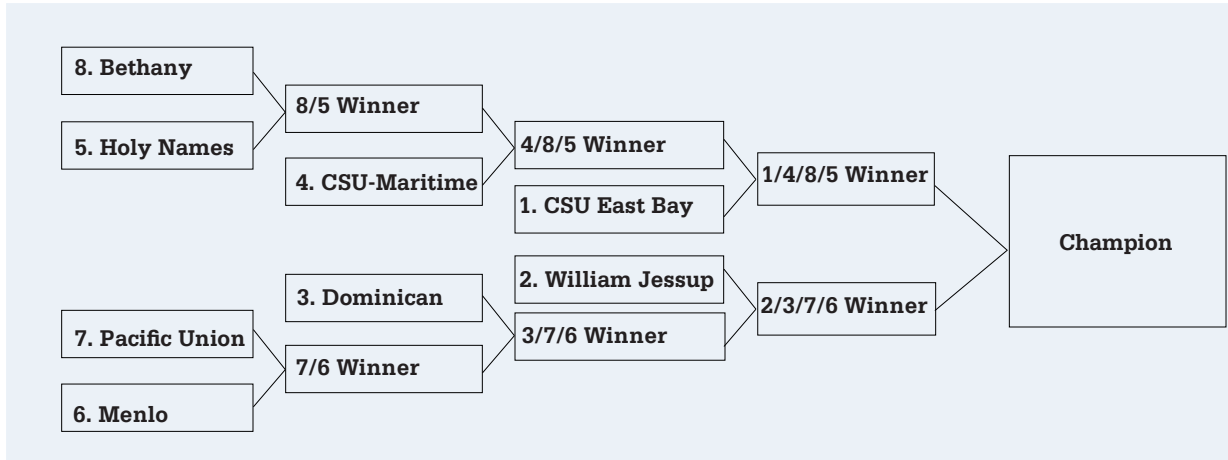 8. Bethany
5. Holy Names
8/5 Winner
4. CSU-Maritime
4/8/5 Winner
1. CSU East Bay
1/4/8/5 Winner
Champion
3. Dominican
7. Pacific Union
6. Menlo
7/6 Winner
2. William Jessup
3/7/6 Winner
2/3/7/6 Winner